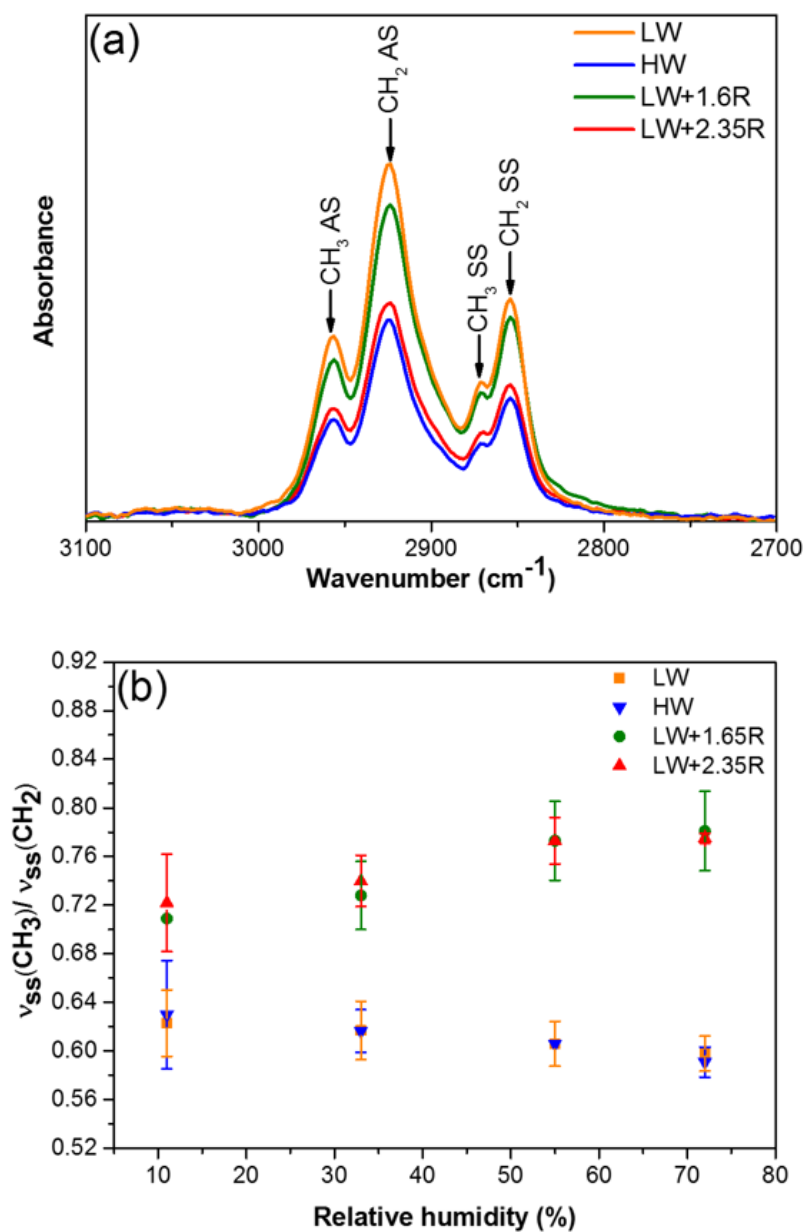 (a)
LW
HW
LW+1.6R
LW+2.35R
CH₃ AS
CH₂ AS
CH₃ SS
CH₂ SS
Absorbance
3100 3000 2900 2800 2700
Wavenumber (cm⁻¹)
(b)
LW
HW
LW+1.65R
LW+2.35R
νss(CH₃)/ νss(CH₂)
0.92
0.88
0.84
0.80
0.76
0.72
0.68
0.64
0.60
0.56
0.52
10 20 30 40 50 60 70 80
Relative humidity (%)